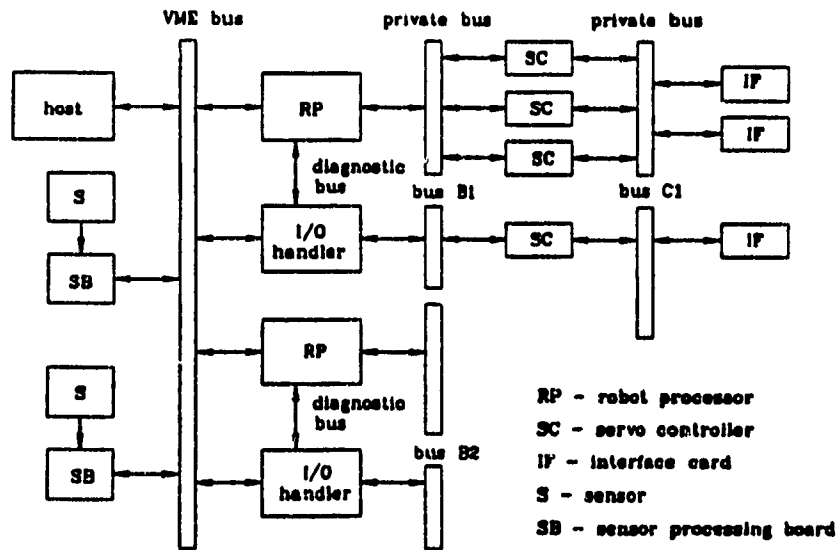 VME bus
private bus
private bus
host
RP
SC
SC
SC
IF
IF
diagnostic
bus
bus B1
bus C1
S
SB
I/O
handler
SC
IF
RP
S
SB
diagnostic
bus
bus B2
I/O
handler
RP - robot processor
SC - servo controller
IF - interface card
S - sensor
SB - sensor processing board